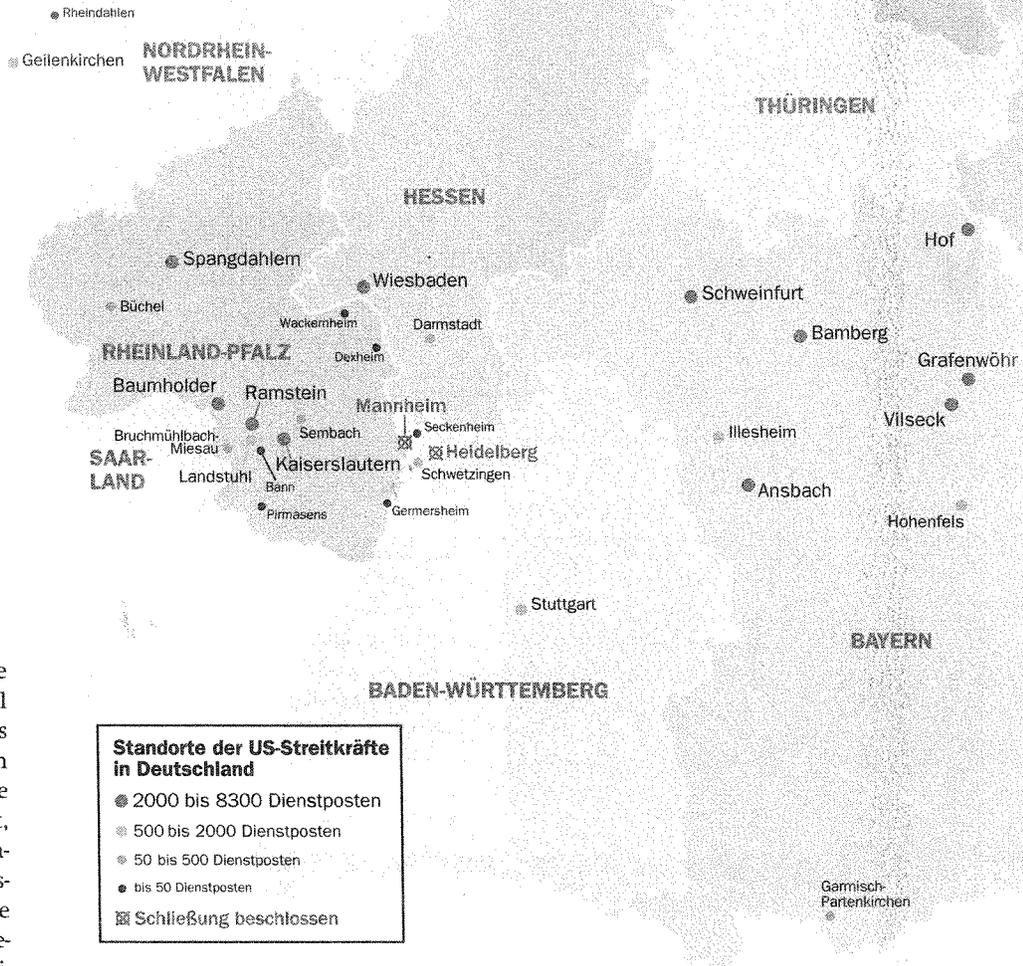 Rheindahlen
Geilenkirchen
NORDRHEIN-
WESTFALEN
THÜRINGEN
HESSEN
Hof
Spangdahlem
Wiesbaden
Schweinfurt
Büchel
Wackernheim
Darmstadt
Bamberg
RHEINLAND-PFALZ
Dexheim
Grafenwöhr
Baumholder
Ramstein
Mannheim
Vilseck
Seckenheim
Sembach
Illesheim
Bruchmühlbach-
Miesau
Heidelberg
SAAR-
LAND
Landstuhl
Kaiserslautern
Schwetzingen
Bann
Ansbach
Pirmasens
Germersheim
Hohenfels
Stuttgart
BAYERN
BADEN-WÜRTTEMBERG
Standorte der US-Streitkräfte
in Deutschland
2000 bis 8300 Dienstposten
500 bis 2000 Dienstposten
50 bis 500 Dienstposten
bis 50 Dienstposten
Schließung beschlossen
Garmisch-
Partenkirchen